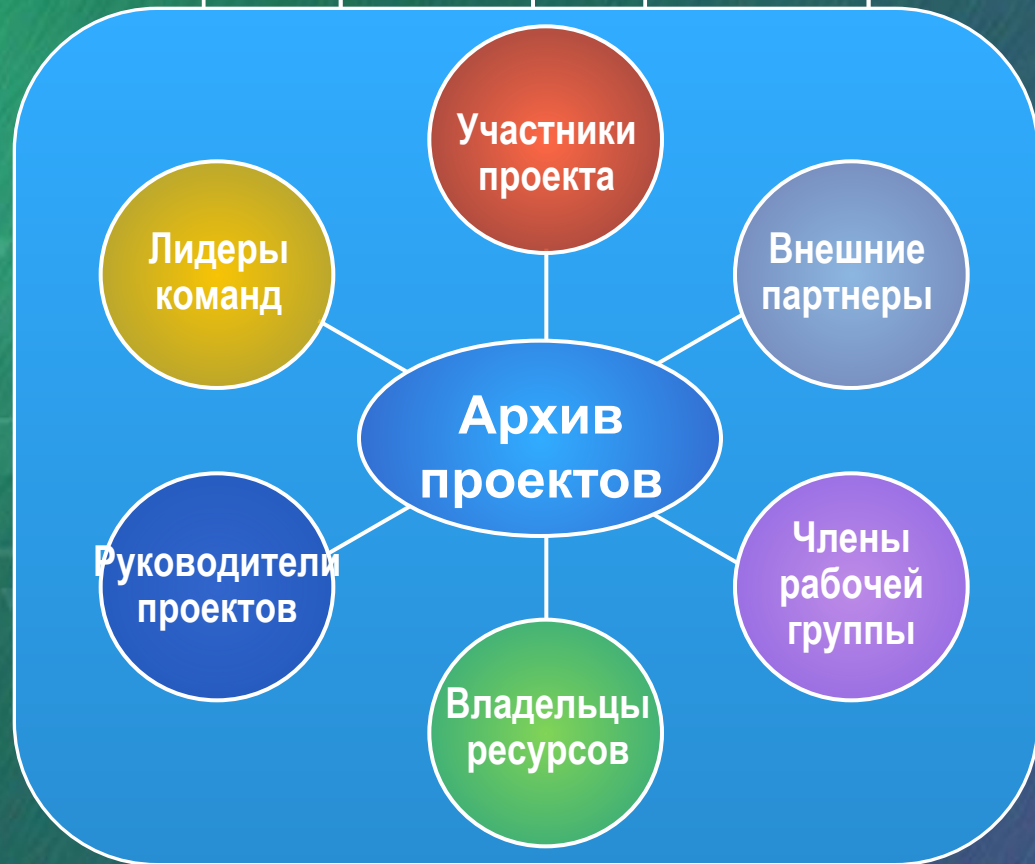 Участники
проекта
Лидеры
команд
Внешние
партнеры
Архив
проектов
Руководители
проектов
Члены
рабочей
группы
Владельцы
ресурсов